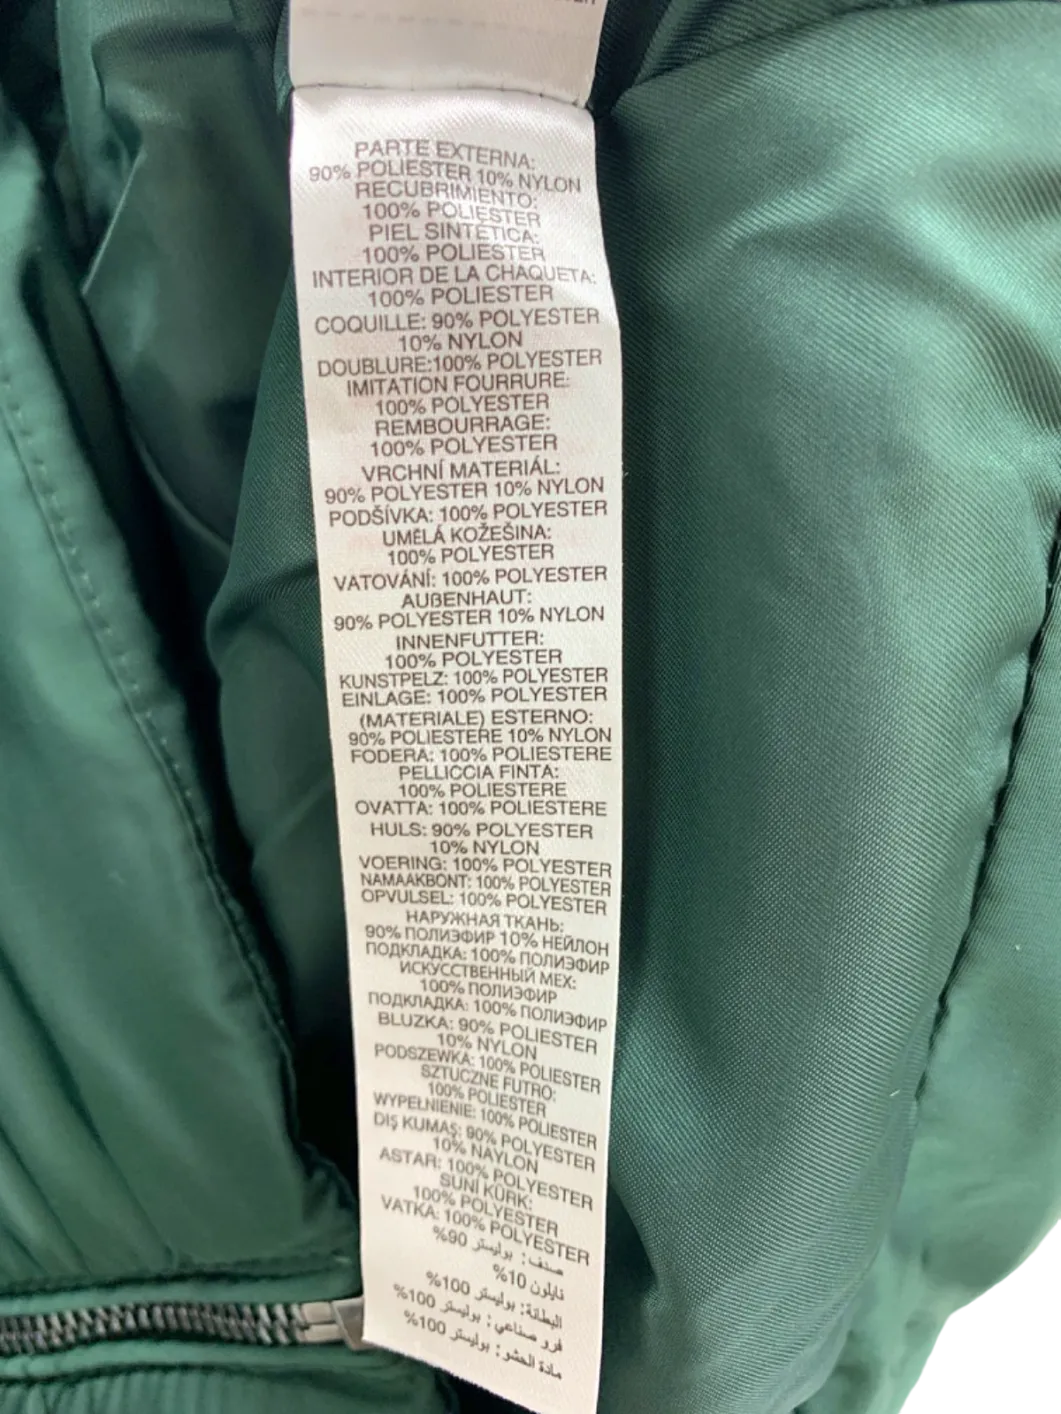 PARTE EXTERNA:
90% POLIESTER 10% NYLON
RECUBRIMIENTO:
100% POLIESTER
PIEL SINTÉTICA:
100% POLIESTER
INTERIOR DE LA CHAQUETA:
100% POLIESTER
COQUILLE: 90% POLYESTER
10% NYLON
DOUBLURE:100% POLYESTER
IMITATION FOURRURE:
100% POLYESTER
REMBOURRAGE:
100% POLYESTER
VRCHNÍ MATERIÁL:
90% POLYESTER 10% NYLON
PODŠÍVKA: 100% POLYESTER
UMĚLÁ KOŽEŠINA:
100% POLYESTER
VATOVÁNÍ: 100% POLYESTER
AUßENHAUT:
90% POLYESTER 10% NYLON
INNENFUTTER:
100% POLYESTER
KUNSTPELZ: 100% POLYESTER
EINLAGE: 100% POLYESTER
(MATERIALE) ESTERNO:
90% POLIESTERE 10% NYLON
FODERA: 100% POLIESTERE
PELLICCIA FINTA:
100% POLIESTERE
OVATTA: 100% POLIESTERE
HULS: 90% POLYESTER
10% NYLON
VOERING: 100% POLYESTER
NAMAAKBONT: 100% POLYESTER
OPVULSEL: 100% POLYESTER
НАРУЖНАЯ ТКАНЬ:
90% ПОЛИЭФИР 10% НЕЙЛОН
ПОДКЛАДКА: 100% ПОЛИЭФИР
ИСКУССТВЕННЫЙ МЕХ:
100% ПОЛИЭФИР
ПОДКЛАДКА: 100% ПОЛИЭФИР
BLUZKA: 90% POLIESTER
10% NYLON
PODSZEWKA: 100% POLIESTER
SZTUCZNE FUTRO:
100% POLIESTER
WYPEŁNIENIE: 100% POLIESTER
DIŞ KUMAŞ: 90% POLYESTER
10% NAYLON
ASTAR: 100% POLYESTER
SUNİ KÜRK:
100% POLYESTER
VATKA: 100% POLYESTER
صدف: بوليستر 90%
نايلون 10%
البطانة: بوليستر 100%
فرو صناعي: بوليستر 100%
مادة الحشو: بوليستر 100%